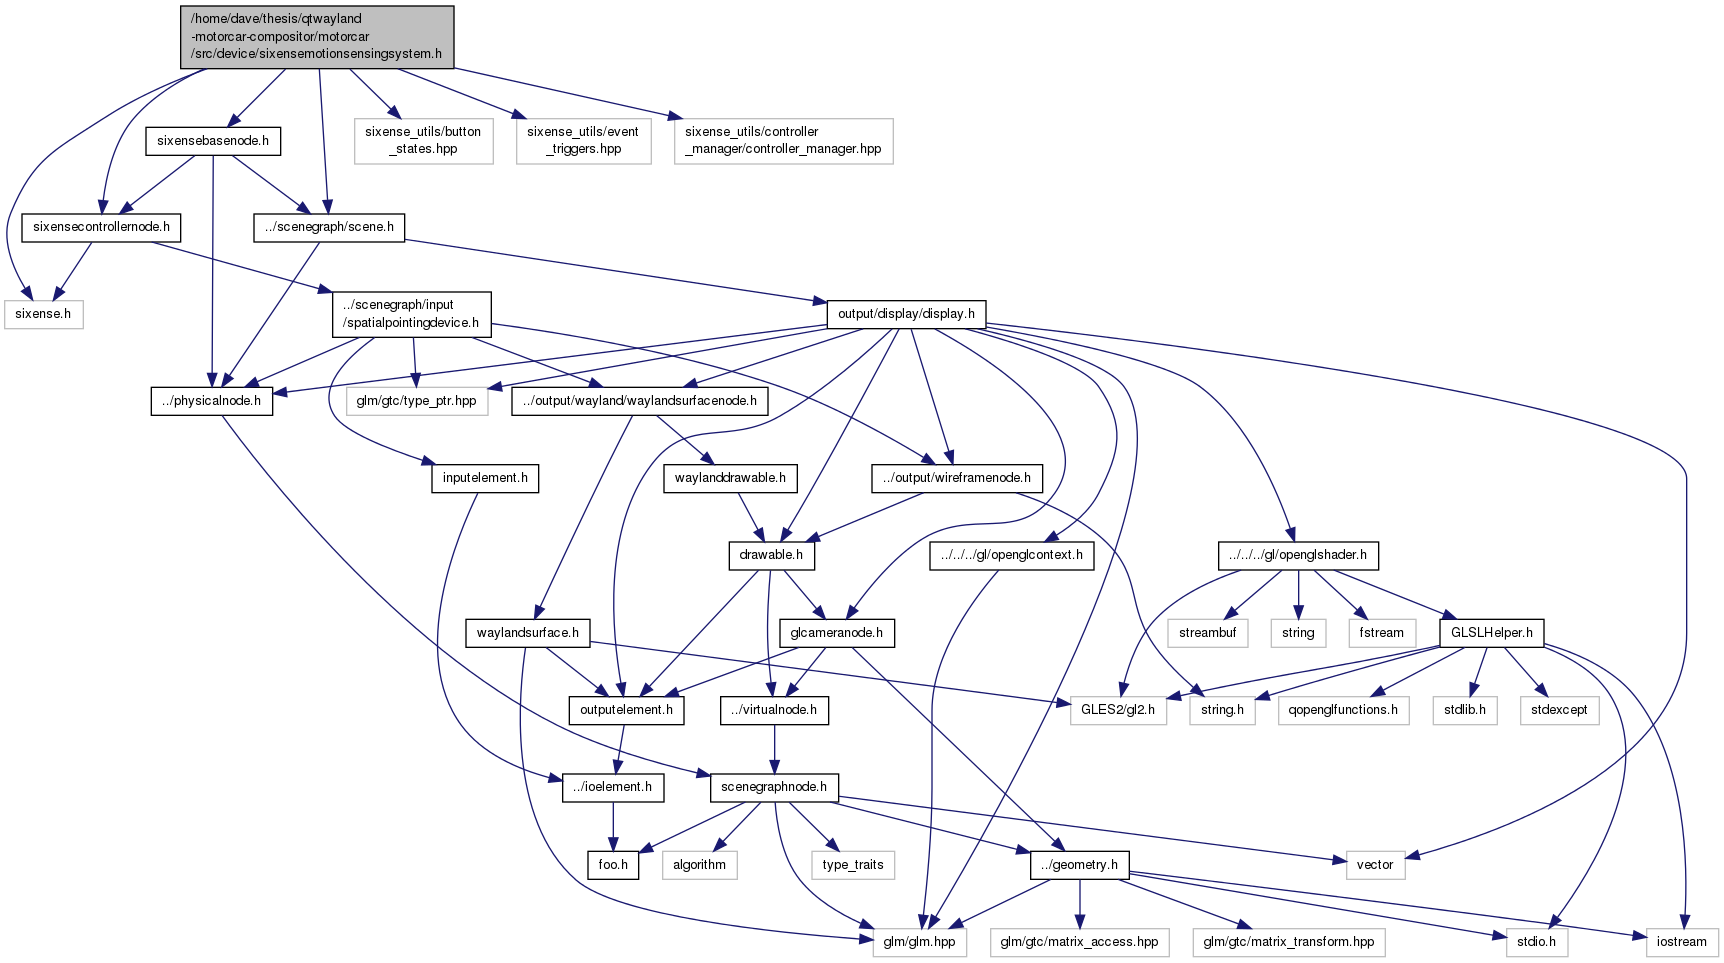 /home/dave/thesis/qtwayland
-motorcar-compositor/motorcar
/src/device/sixensemotionsensingsystem.h
sixensebasenode.h
sixense_utils/button
_states.hpp
sixense_utils/event
_triggers.hpp
sixense_utils/controller
_manager/controller_manager.hpp
sixensecontrollernode.h
../scenegraph/scene.h
sixense.h
../scenegraph/input
/spatialpointingdevice.h
output/display/display.h
../physicalnode.h
glm/gtc/type_ptr.hpp
../output/wayland/waylandsurfacenode.h
inputelement.h
waylanddrawable.h
../output/wireframenode.h
drawable.h
../../../gl/openglcontext.h
../../../gl/openglshader.h
waylandsurface.h
glcameranode.h
streambuf
string
fstream
GLSLHelper.h
outputelement.h
../virtualnode.h
GLES2/gl2.h
string.h
qopenglfunctions.h
stdlib.h
stdexcept
../ioelement.h
scenegraphnode.h
foo.h
algorithm
type_traits
../geometry.h
vector
glm/glm.hpp
glm/gtc/matrix_access.hpp
glm/gtc/matrix_transform.hpp
stdio.h
iostream